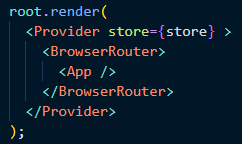 root.render(
  <Provider store={store} >
    <BrowserRouter>
      <App />
    </BrowserRouter>
  </Provider>
);